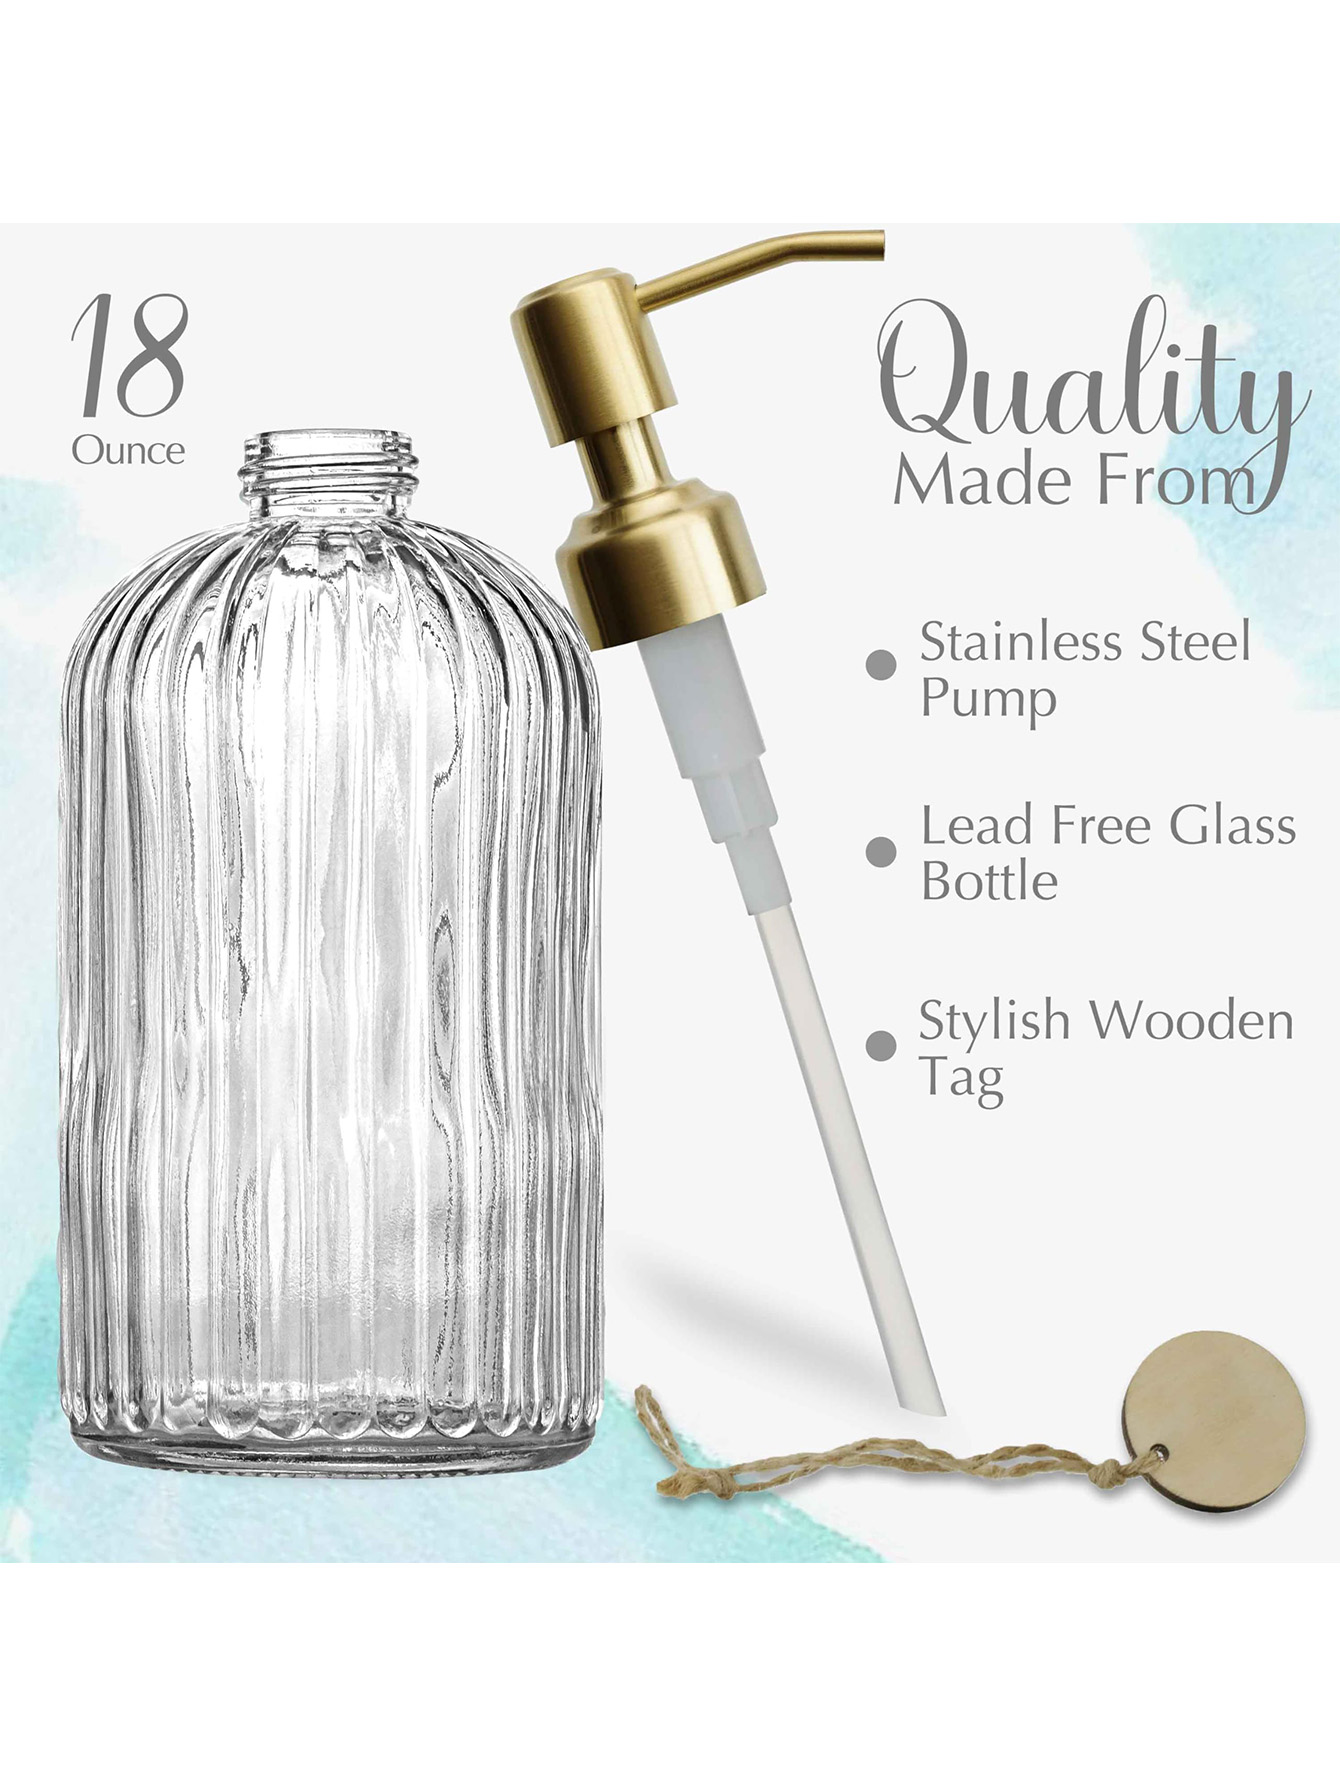 18
Ounce
Quality
Made From
Stainless Steel
Pump
Lead Free Glass
Bottle
Stylish Wooden
Tag